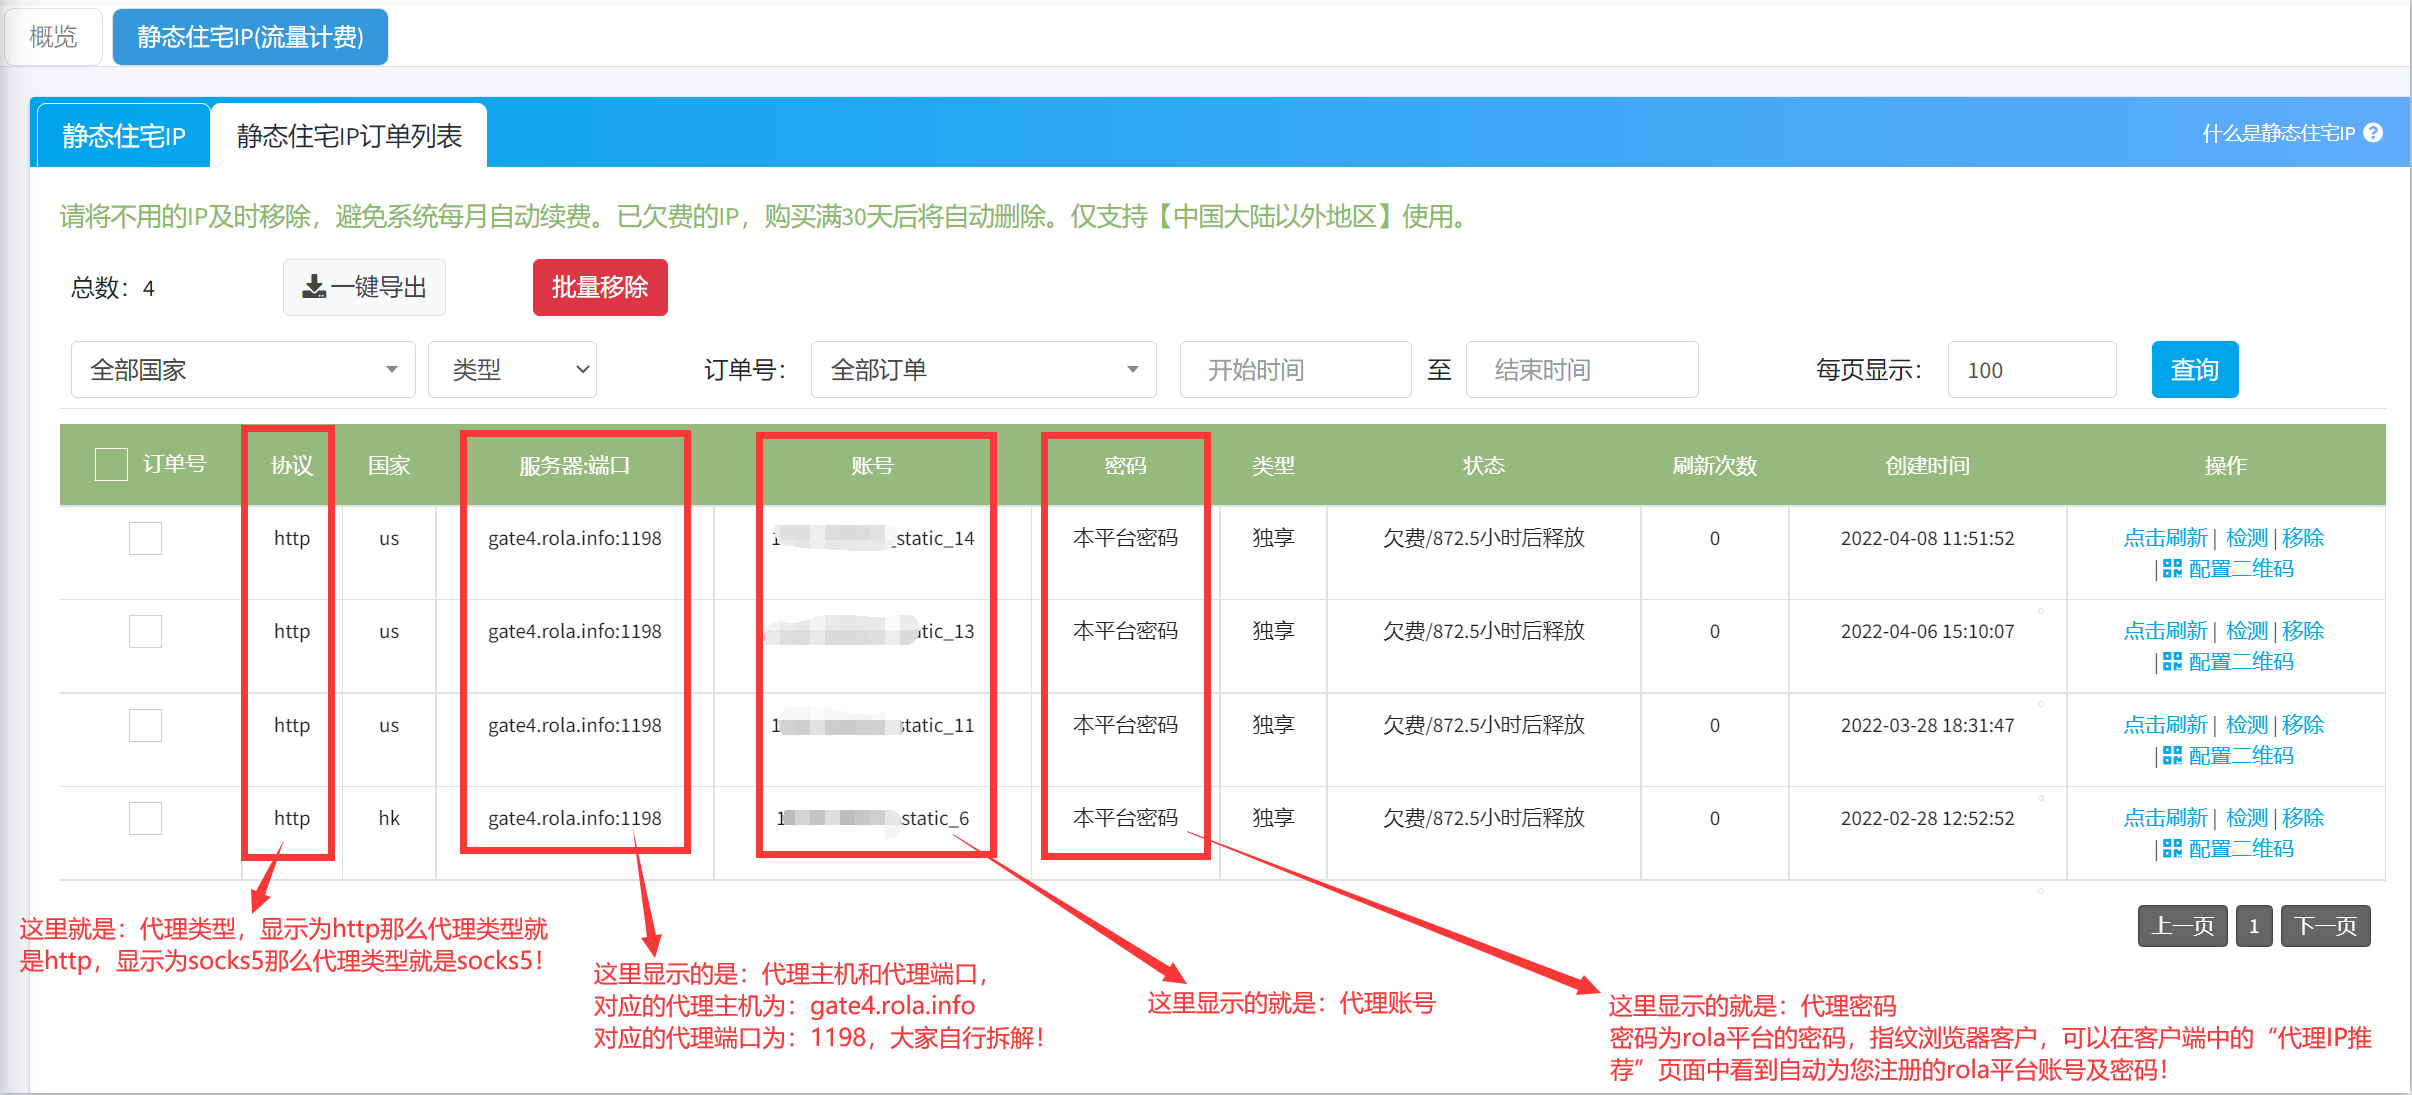 概览 静态住宅IP(流量计费)
静态住宅IP 静态住宅IP订单列表 什么是静态住宅IP
请将不用的IP及时移除，避免系统每月自动续费。已欠费的IP，购买满30天后将自动删除。仅支持【中国大陆以外地区】使用。
总数：4 一键导出 批量移除
全部国家 类型 订单号： 全部订单 开始时间 至 结束时间 每页显示： 100 查询
订单号 协议 国家 服务器:端口 账号 密码 类型 状态 刷新次数 创建时间 操作
http us gate4.rola.info:1198 1 _static_14 本平台密码 独享 欠费/872.5小时后释放 0 2022-04-08 11:51:52 点击刷新 | 检测 | 移除
| 配置二维码
http us gate4.rola.info:1198 tic_13 本平台密码 独享 欠费/872.5小时后释放 0 2022-04-06 15:10:07 点击刷新 | 检测 | 移除
| 配置二维码
http us gate4.rola.info:1198 1 static_11 本平台密码 独享 欠费/872.5小时后释放 0 2022-03-28 18:31:47 点击刷新 | 检测 | 移除
| 配置二维码
http hk gate4.rola.info:1198 1 static_6 本平台密码 独享 欠费/872.5小时后释放 0 2022-02-28 12:52:52 点击刷新 | 检测 | 移除
| 配置二维码
上一页 1 下一页
这里就是：代理类型，显示为http那么代理类型就
是http，显示为socks5那么代理类型就是socks5！
这里显示的是：代理主机和代理端口，
对应的代理主机为：gate4.rola.info
对应的代理端口为：1198，大家自行拆解！
这里显示的就是：代理账号
这里显示的就是：代理密码
密码为rola平台的密码，指纹浏览器客户，可以在客户端中的“代理IP推
荐”页面中看到自动为您注册的rola平台账号及密码！